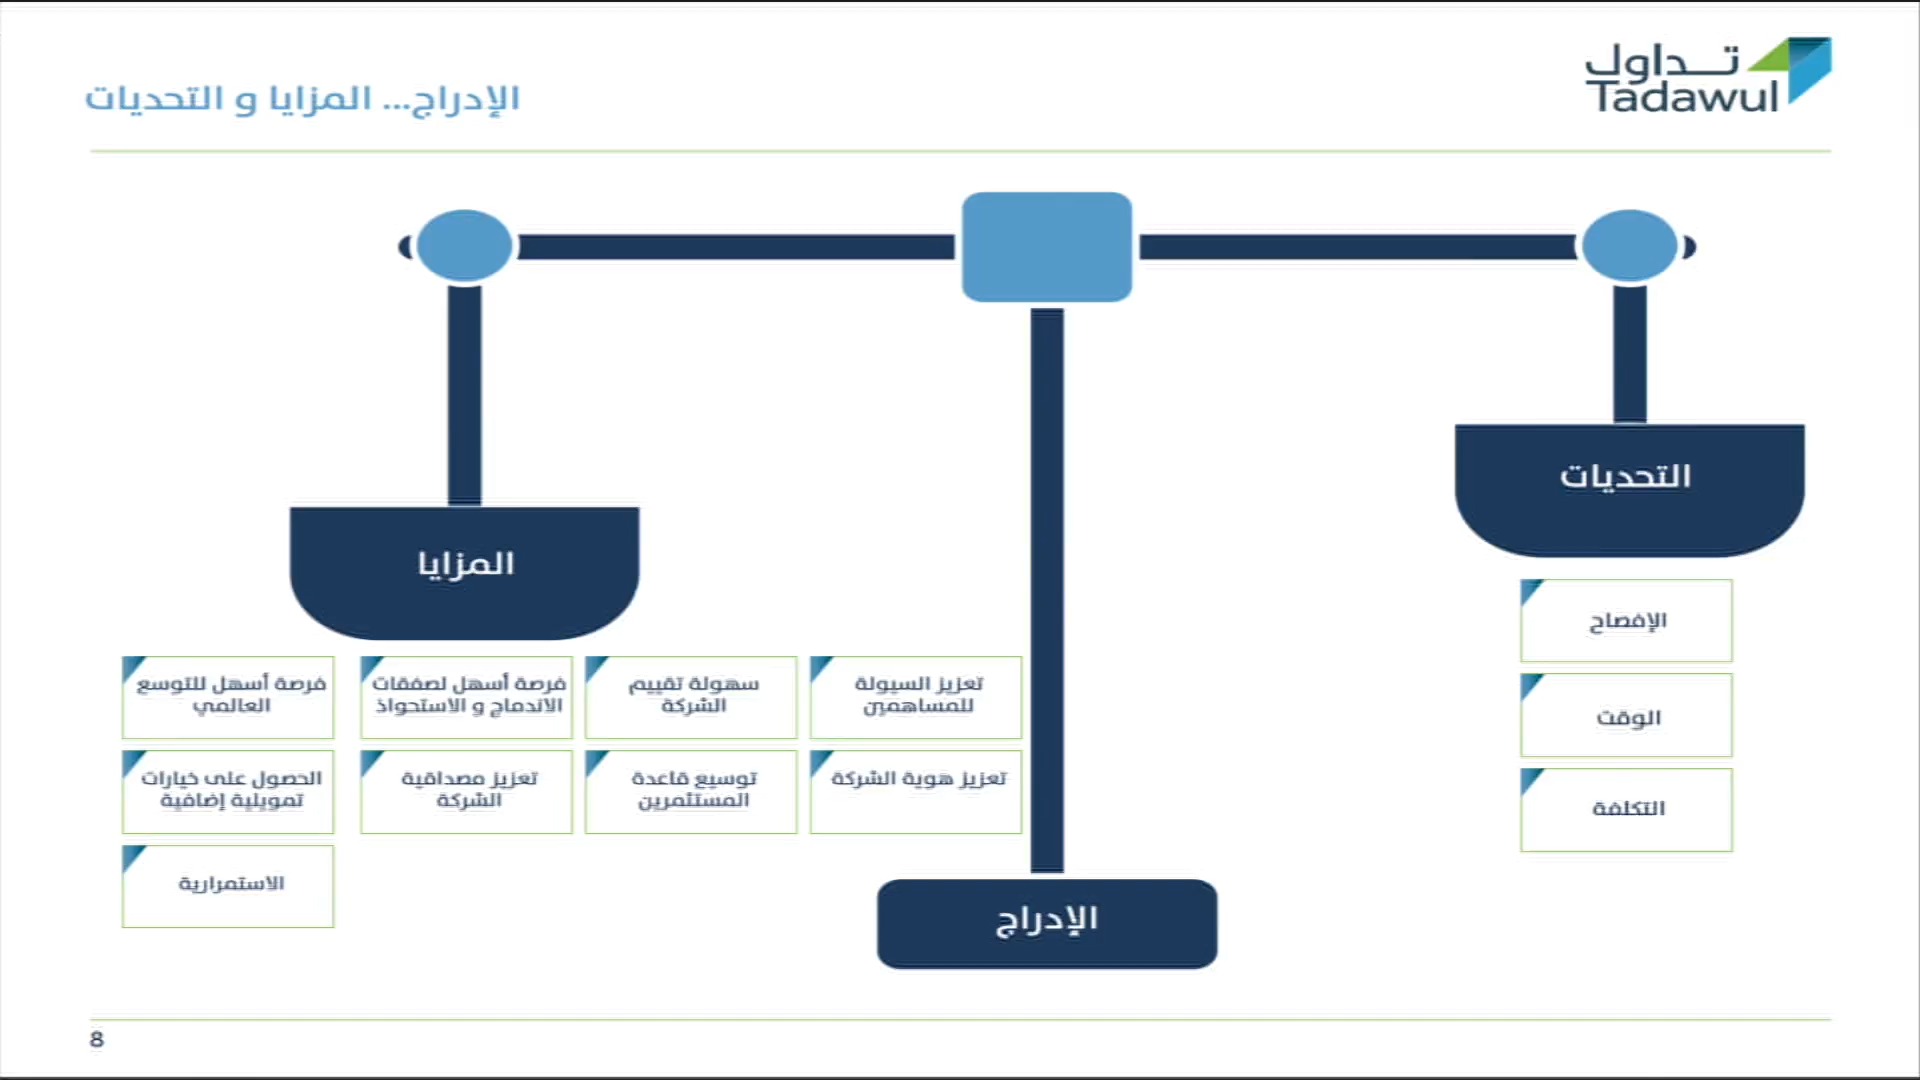 تـــداول
Tadawul
الإدراج... المزايا و التحديات
التحديات
الإفصاح
الوقت
التكلفة
المزايا
تعزيز السيولة
للمساهمين
سهولة تقييم
الشركة
فرصة أسهل لصفقات
الاندماج و الاستحواذ
فرصة أسهل للتوسع
العالمي
تعزيز هوية الشركة
توسيع قاعدة
المستثمرين
تعزيز مصداقية
الشركة
الحصول على خيارات
تمويلية إضافية
الاستمرارية
الإدراج
8